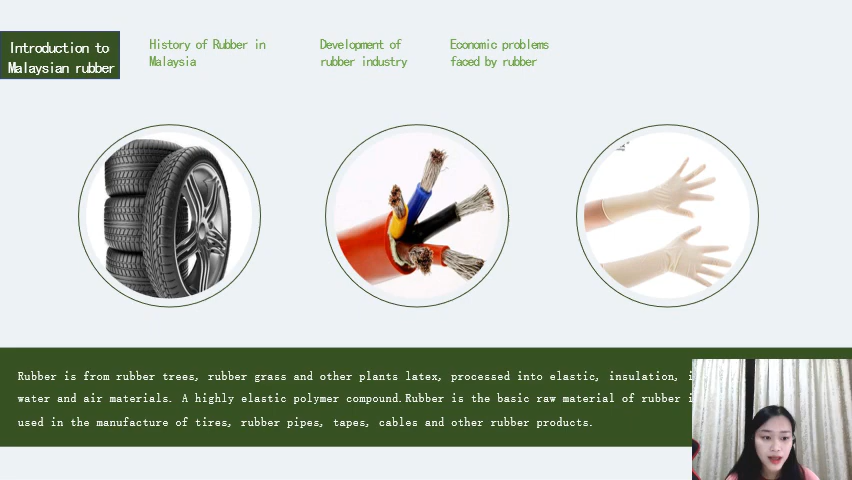 Introduction to
Malaysian rubber
History of Rubber in
Malaysia
Development of
rubber industry
Economic problems
faced by rubber
Rubber is from rubber trees, rubber grass and other plants latex, processed into elastic, insulation,
water and air materials. A highly elastic polymer compound.Rubber is the basic raw material of rubber
used in the manufacture of tires, rubber pipes, tapes, cables and other rubber products.